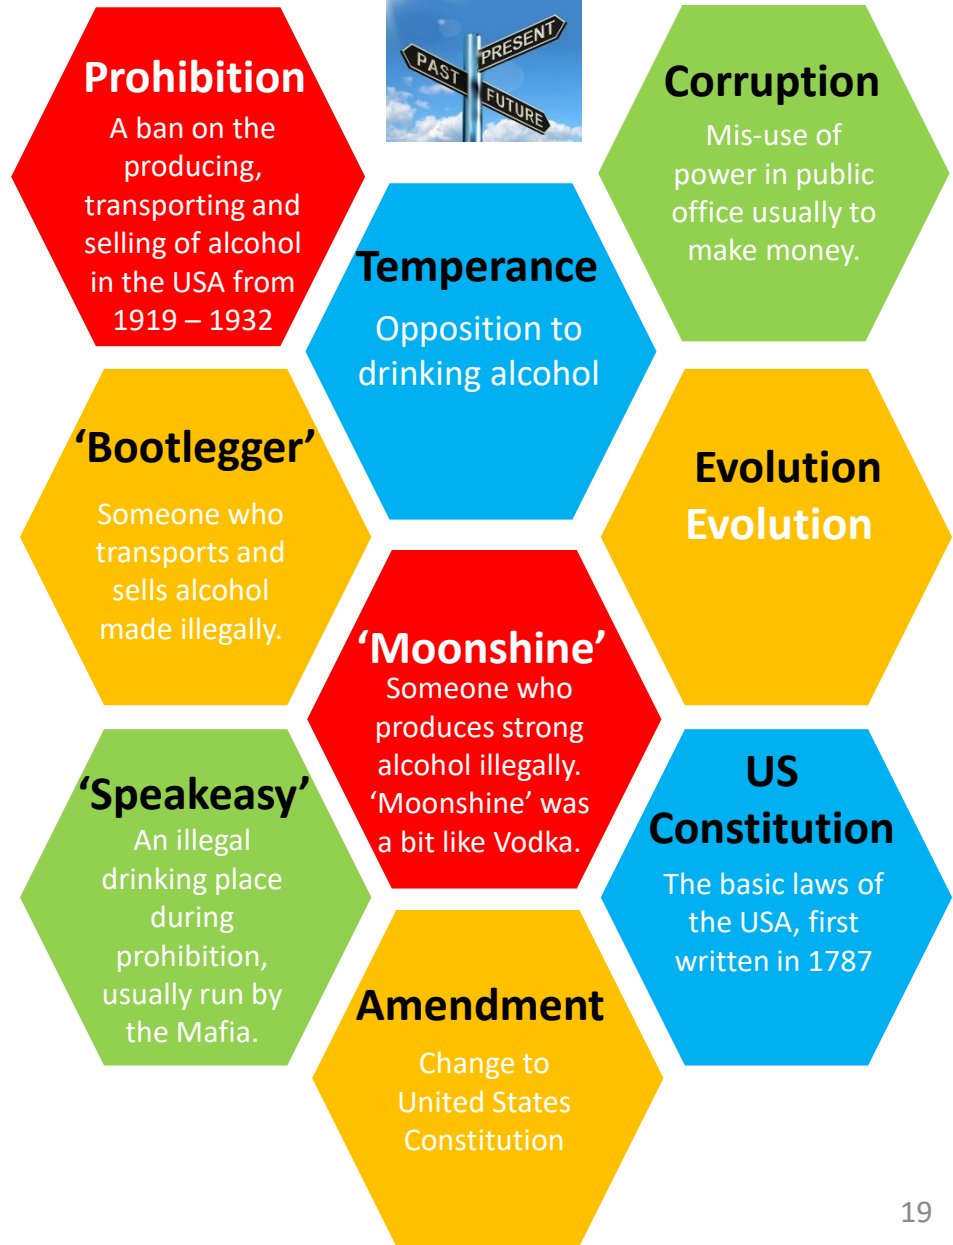 Prohibition
A ban on the
producing,
transporting and
selling of alcohol
in the USA from
1919 – 1932
PAST
PRESENT
FUTURE
Corruption
Mis-use of
power in public
office usually to
make money.
Temperance
Opposition to
drinking alcohol
‘Bootlegger’
Someone who
transports and
sells alcohol
made illegally.
Evolution
Evolution
‘Moonshine’
Someone who
produces strong
alcohol illegally.
‘Moonshine’ was
a bit like Vodka.
‘Speakeasy’
An illegal
drinking place
during
prohibition,
usually run by
the Mafia.
US
Constitution
The basic laws of
the USA, first
written in 1787
Amendment
Change to
United States
Constitution
19